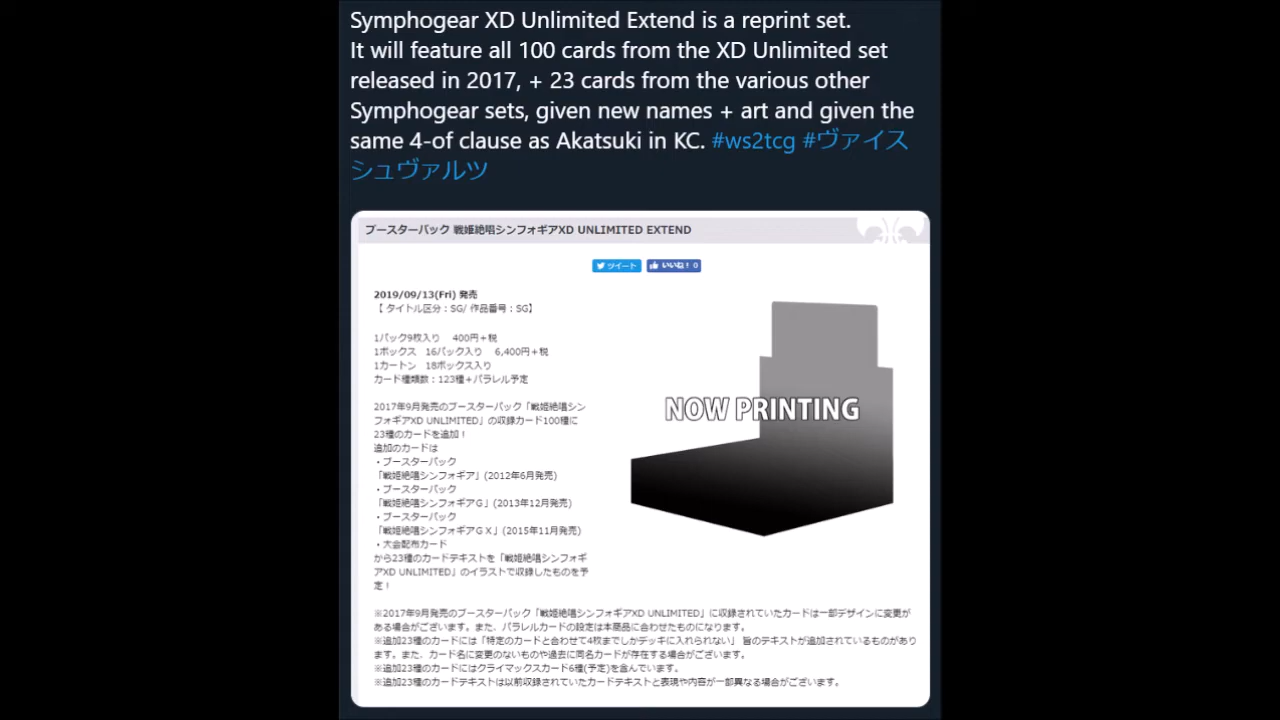 Symphogear XD Unlimited Extend is a reprint set.
It will feature all 100 cards from the XD Unlimited set
released in 2017, + 23 cards from the various other
Symphogear sets, given new names + art and given the
same 4-of clause as Akatsuki in KC. #ws2tcg #ヴァイス
シュヴァルツ
ブースターパック 戦姫絶唱シンフォギアXD UNLIMITED EXTEND
ツイート いいね! 0
2019/09/13(Fri) 発売
【 タイトル区分：SG/ 作品番号：SG】
1パック9枚入り 400円＋税
1ボックス 16パック入り 6,400円＋税
1カートン 18ボックス入り
カード種類数：123種＋パラレル予定
2017年9月発売のブースターパック「戦姫絶唱シン
フォギアXD UNLIMITED」の収録カード100種に
23種のカードを追加！
追加のカードは
・ブースターパック
「戦姫絶唱シンフォギア」(2012年6月発売)
・ブースターパック
「戦姫絶唱シンフォギアＧ」(2013年12月発売)
・ブースターパック
「戦姫絶唱シンフォギアＧＸ」(2015年11月発売)
・大会配布カード
から23種のカードテキストを「戦姫絶唱シンフォギ
アXD UNLIMITED」のイラストで収録したものを予
定！
NOW PRINTING
※2017年9月発売のブースターパック「戦姫絶唱シンフォギアXD UNLIMITED」に収録されていたカードは一部デザインに変更が
ある場合がございます。また、パラレルカードの設定は本商品に合わせたものになります。
※追加23種のカードには「特定のカードと合わせて4枚までしかデッキに入れられない」 旨のテキストが追加されているものがあり
ます。また、カード名に変更のないものや過去に同名カードが存在する場合がございます。
※追加23種のカードにはクライマックスカード6種(予定)を含んでいます。
※追加23種のカードテキストは以前収録されていたカードテキストと表現や内容が一部異なる場合がございます。